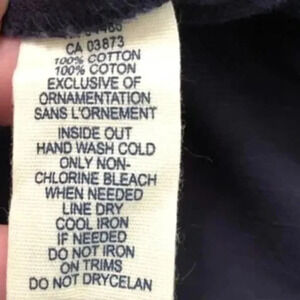 CA 03873
100% COTTON
100% COTON
EXCLUSIVE OF
ORNAMENTATION
SANS L'ORNEMENT
INSIDE OUT
HAND WASH COLD
ONLY NON-
CHLORINE BLEACH
WHEN NEEDED
LINE DRY
COOL IRON
IF NEEDED
DO NOT IRON
ON TRIMS
DO NOT DRYCELAN